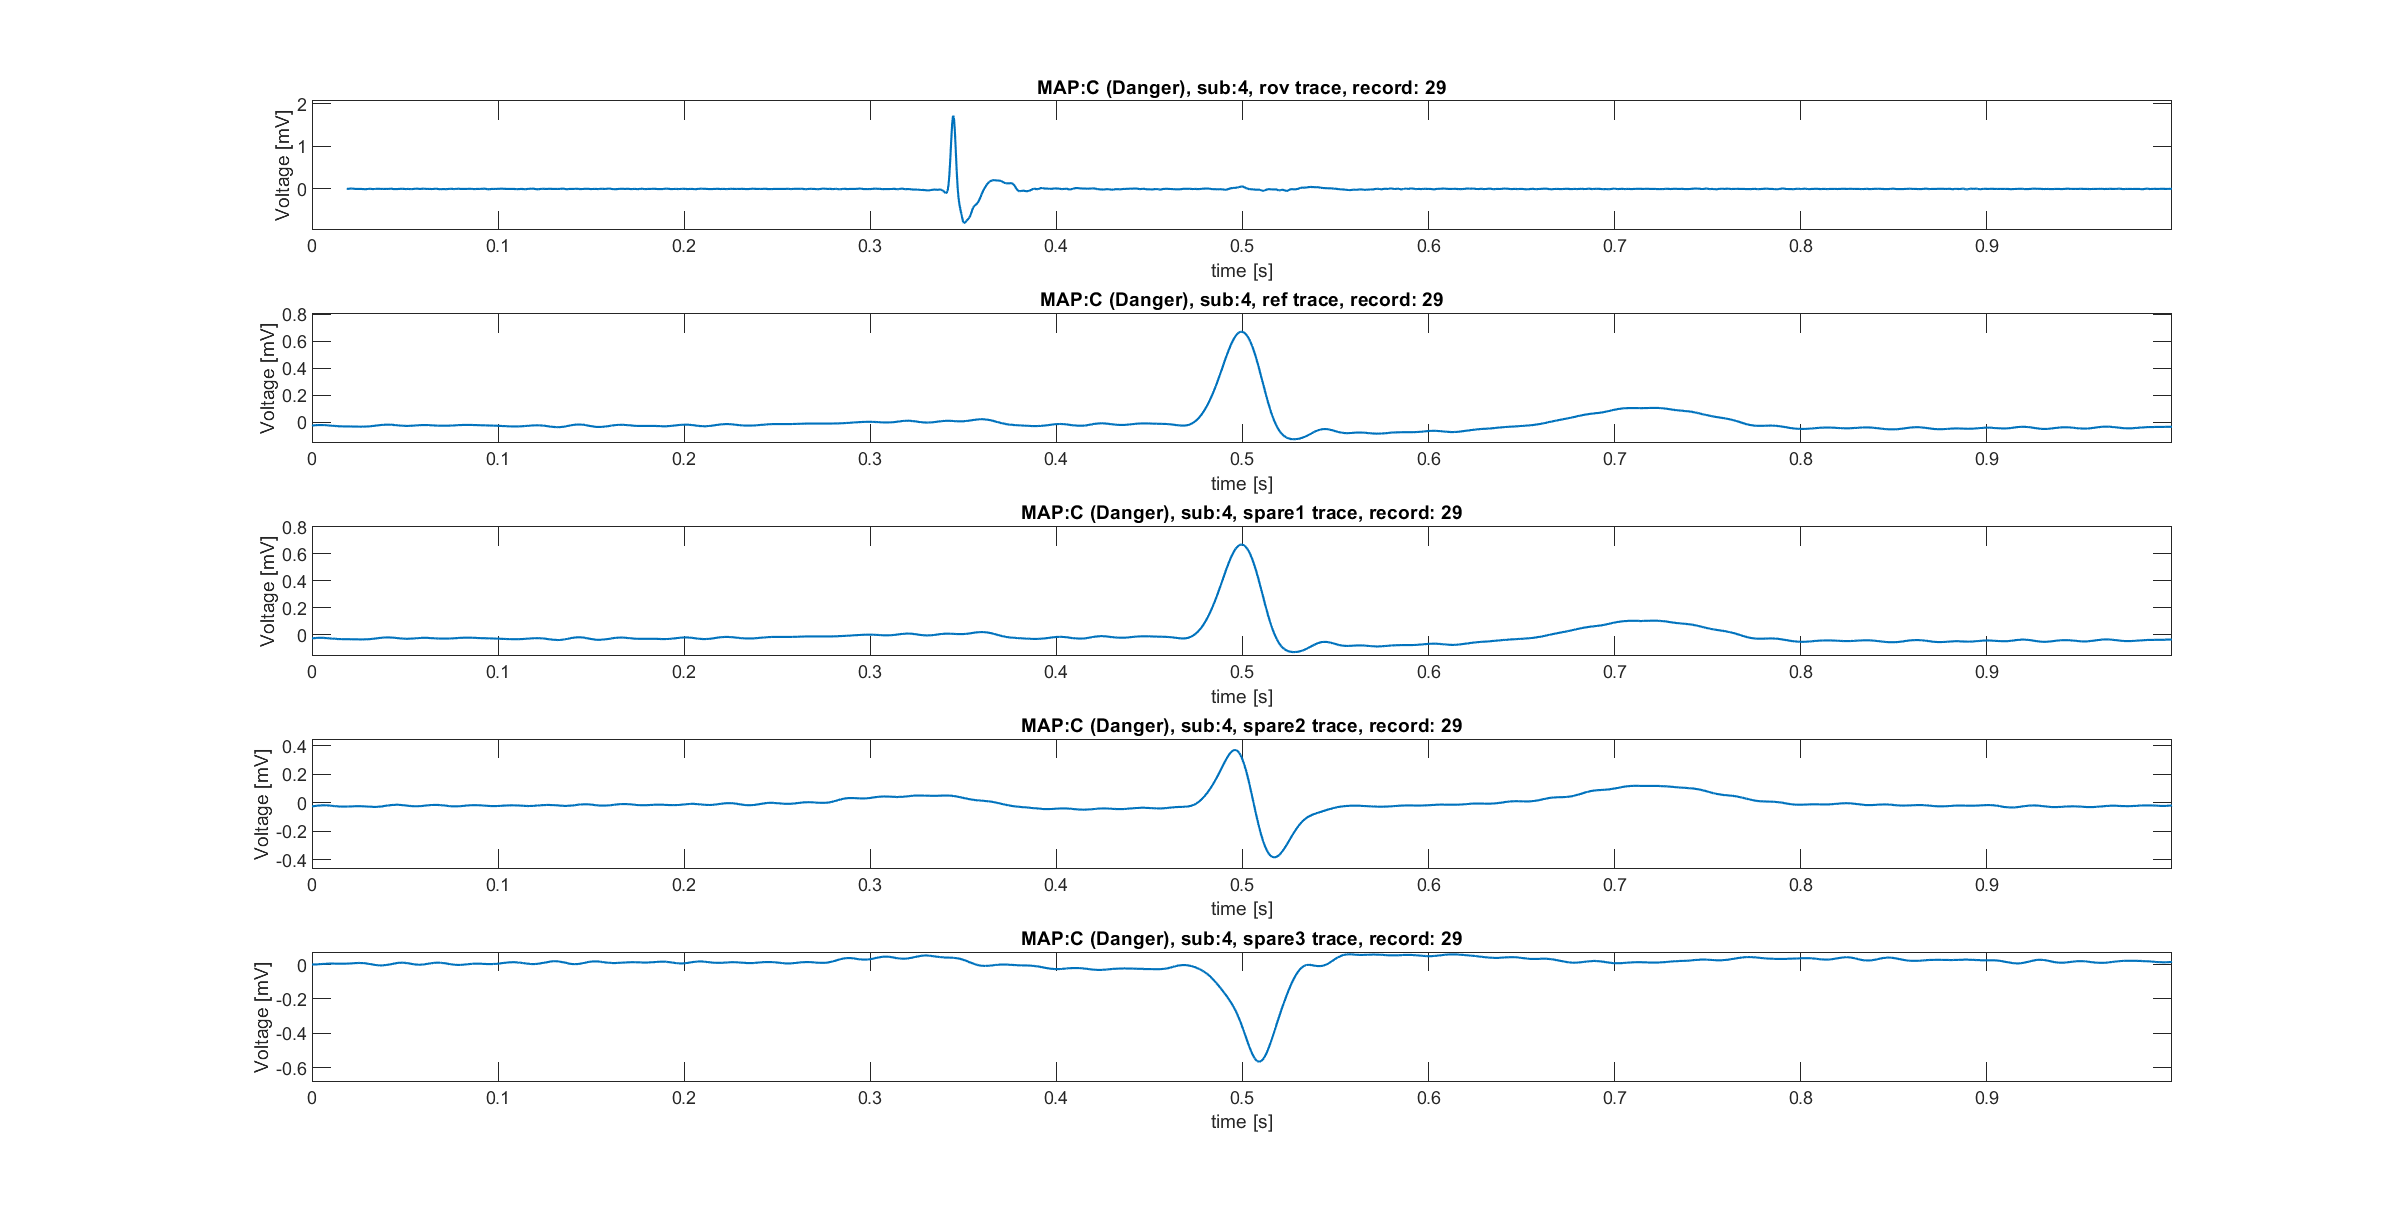 MAP:C (Danger), sub:4, rov trace, record: 29
Voltage [mV]
2
1
0
0 0.1 0.2 0.3 0.4 0.5 0.6 0.7 0.8 0.9
time [s]
MAP:C (Danger), sub:4, ref trace, record: 29
Voltage [mV]
0.8
0.6
0.4
0.2
0
0 0.1 0.2 0.3 0.4 0.5 0.6 0.7 0.8 0.9
time [s]
MAP:C (Danger), sub:4, spare1 trace, record: 29
Voltage [mV]
0.8
0.6
0.4
0.2
0
0 0.1 0.2 0.3 0.4 0.5 0.6 0.7 0.8 0.9
time [s]
MAP:C (Danger), sub:4, spare2 trace, record: 29
Voltage [mV]
0.4
0.2
0
-0.2
-0.4
0 0.1 0.2 0.3 0.4 0.5 0.6 0.7 0.8 0.9
time [s]
MAP:C (Danger), sub:4, spare3 trace, record: 29
Voltage [mV]
0
-0.2
-0.4
-0.6
0 0.1 0.2 0.3 0.4 0.5 0.6 0.7 0.8 0.9
time [s]